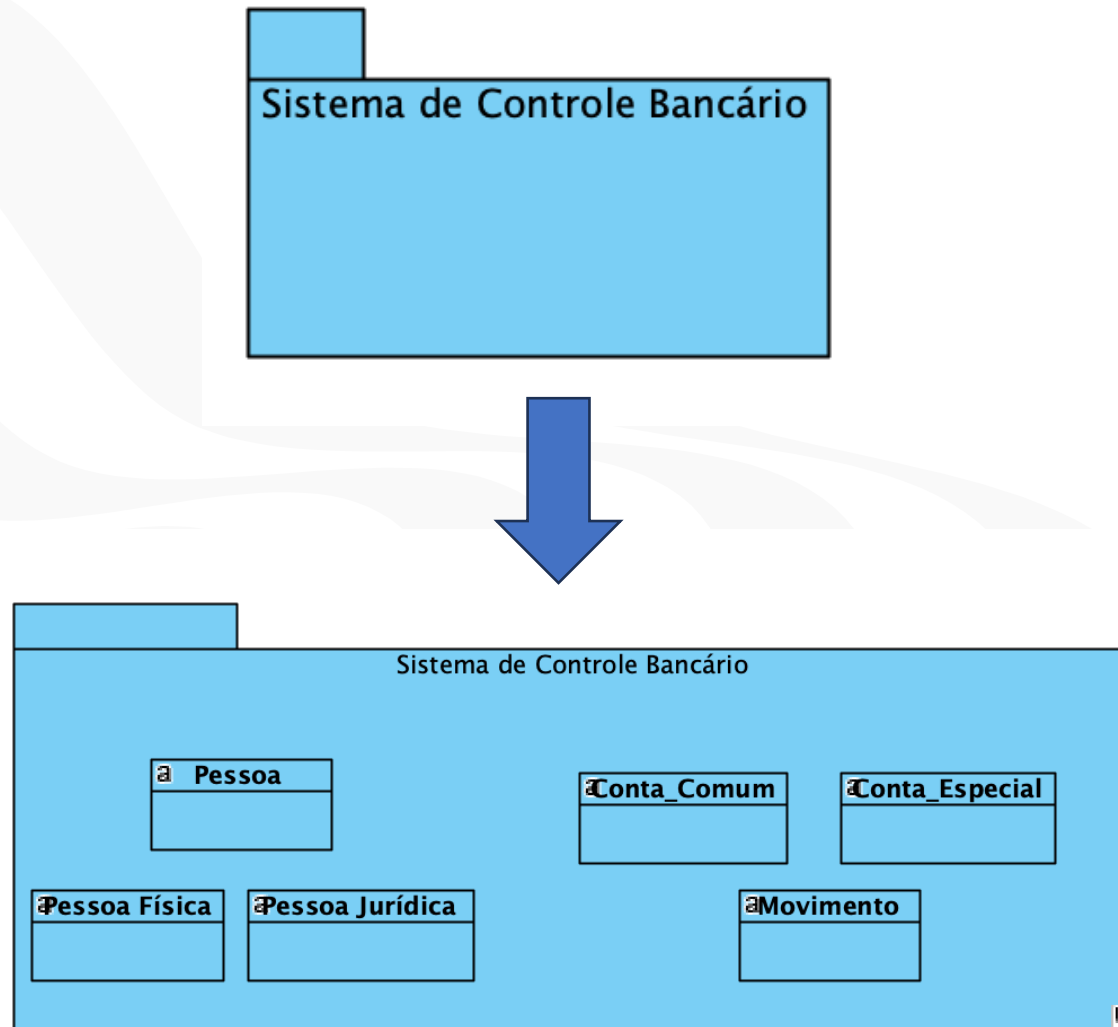 Sistema de Controle Bancário
Sistema de Controle Bancário
a Pessoa
a Conta_Comum
a Conta_Especial
a Pessoa Física
a Pessoa Jurídica
a Movimento